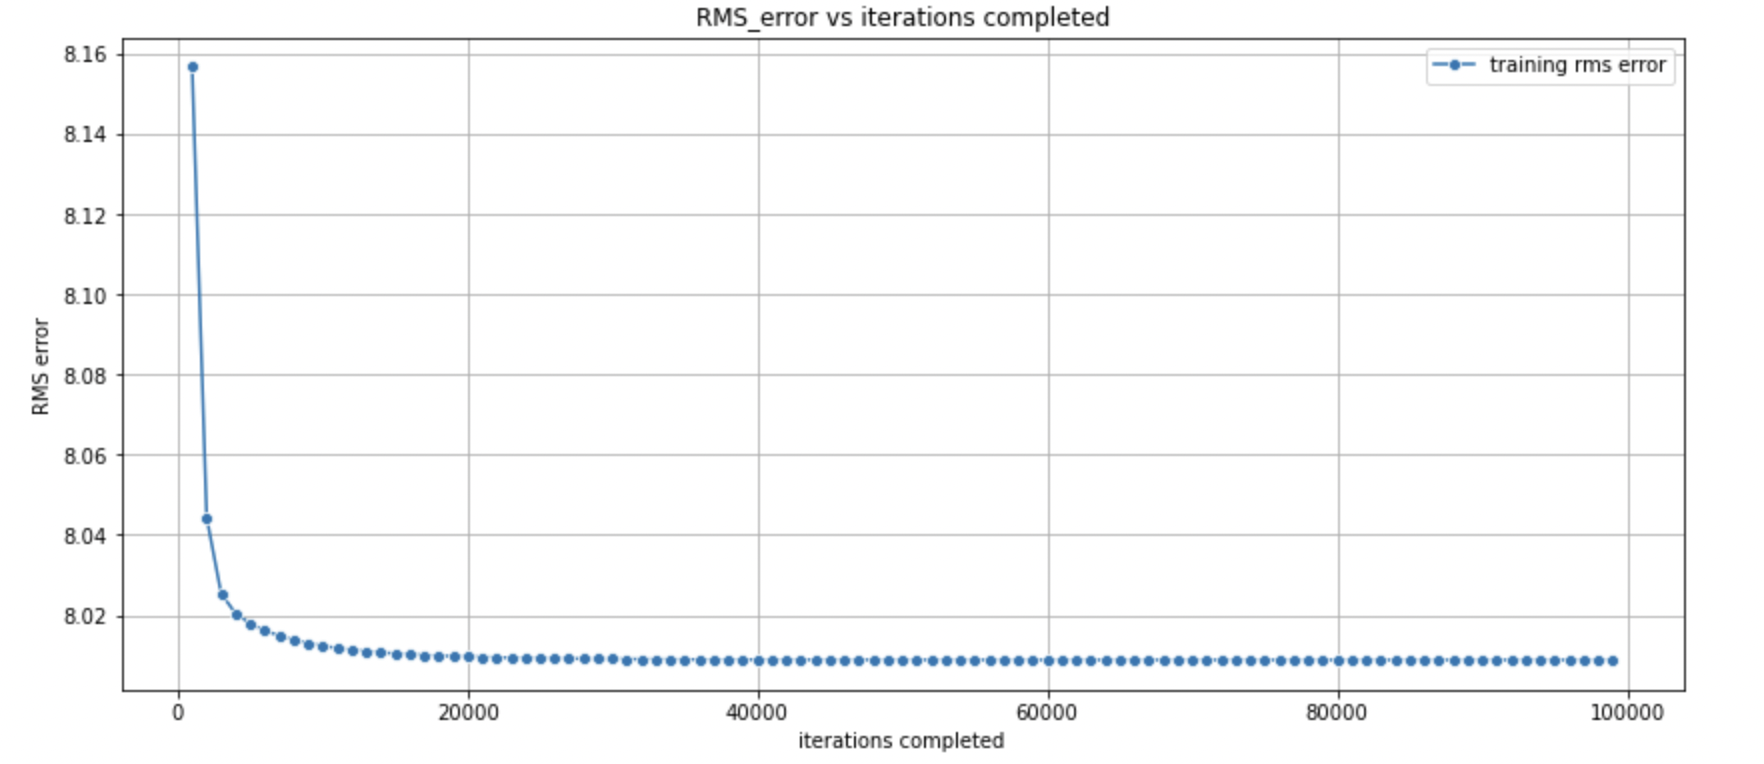 RMS_error vs iterations completed
training rms error
8.16
8.14
8.12
8.10
8.08
8.06
8.04
8.02
RMS error
0 20000 40000 60000 80000 100000
iterations completed